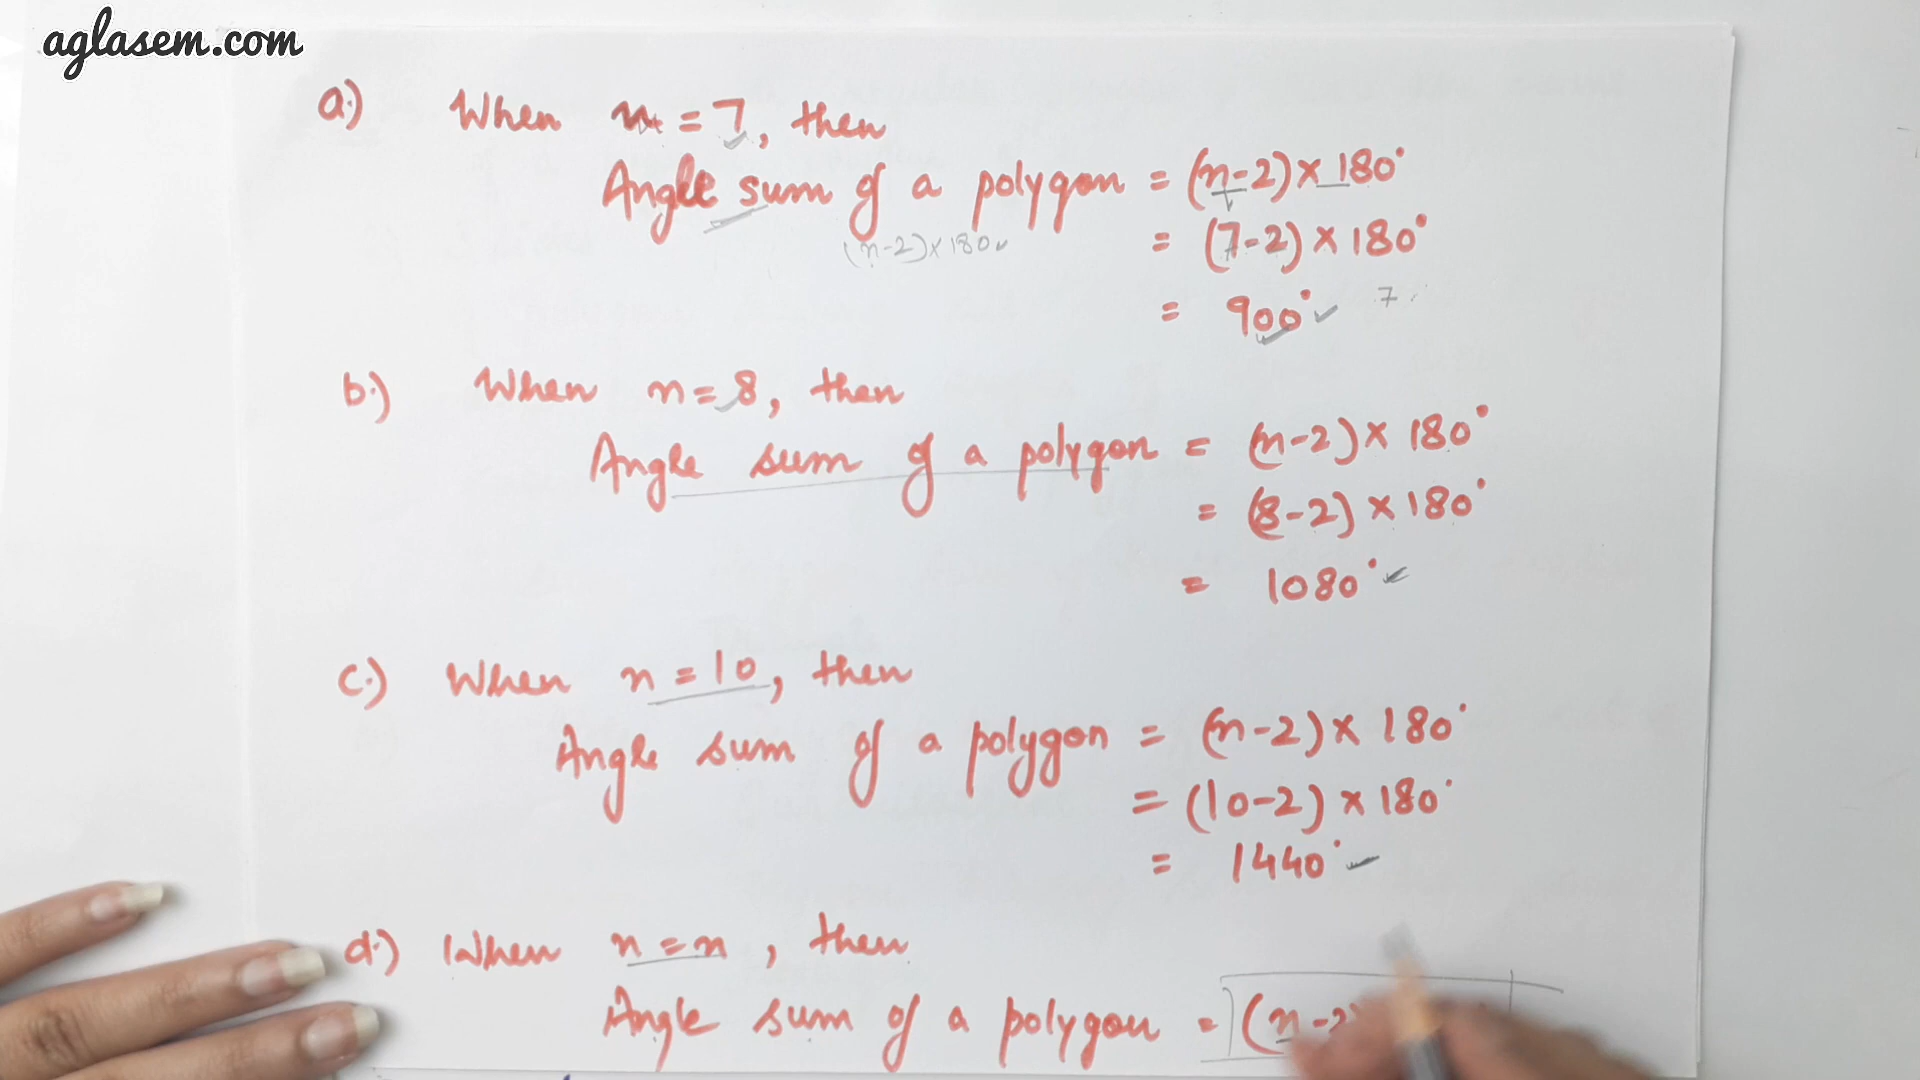 aglasem.com
a.) When n = 7, then
Angle sum of a polygon = (n-2)×180°
(n-2)×180
= (7-2)×180°
= 900° 7
b.) When n=8, then
Angle sum of a polygon = (n-2)× 180°
= (8-2)×180°
= 1080°
c.) When n=10, then
Angle sum of a polygon = (n-2)× 180°
= (10-2)×180°
= 1440°
d.) When n=n, then
Angle sum of a polygon = (n-2)